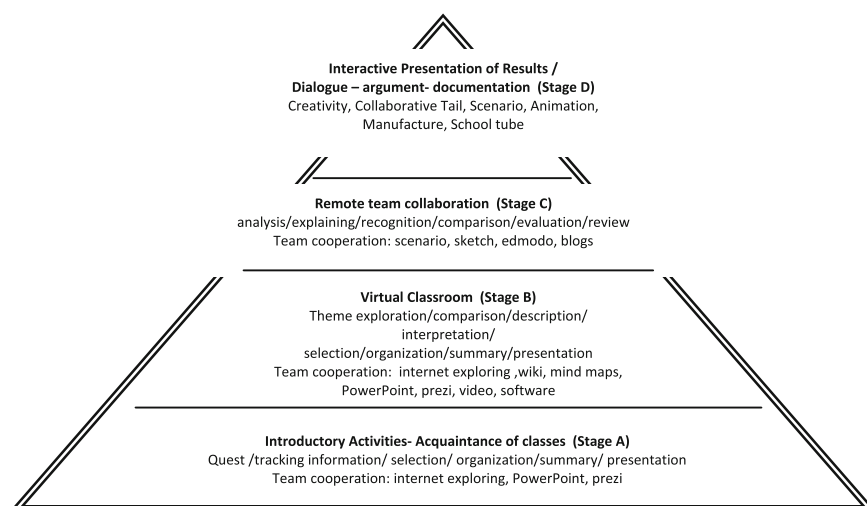 Interactive Presentation of Results /
Dialogue – argument- documentation  (Stage D)
Creativity, Collaborative Tail, Scenario, Animation,
Manufacture, School tube
Remote team collaboration  (Stage C)
analysis/explaining/recognition/comparison/evaluation/review
Team cooperation: scenario, sketch, edmodo, blogs
Virtual Classroom  (Stage B)
Theme exploration/comparison/description/
interpretation/
selection/organization/summary/presentation
Team cooperation:  internet exploring ,wiki, mind maps,
PowerPoint, prezi, video, software
Introductory Activities- Acquaintance of classes  (Stage A)
Quest /tracking information/ selection/ organization/summary/ presentation
Team cooperation: internet exploring, PowerPoint, prezi